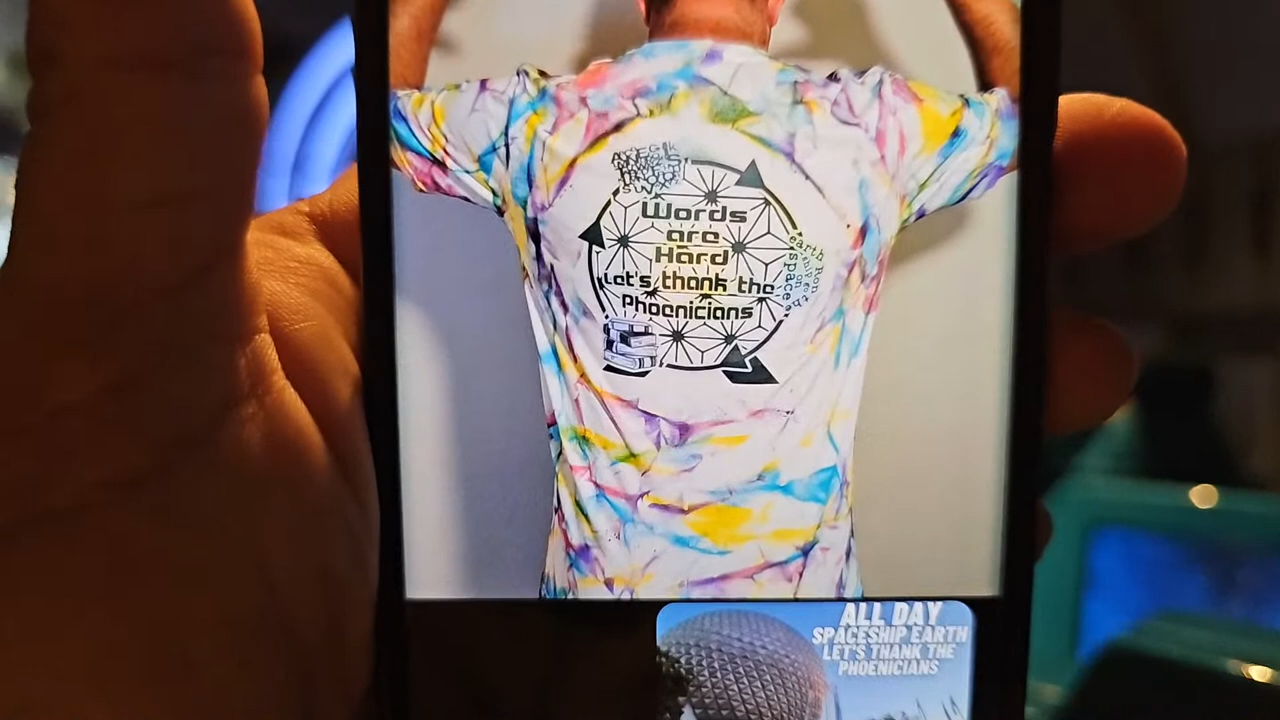 Words
are
Hard
Let's thank the
Phoenicians
earth
space
ALL DAY
SPACESHIP EARTH
LET'S THANK THE
PHOENICIANS